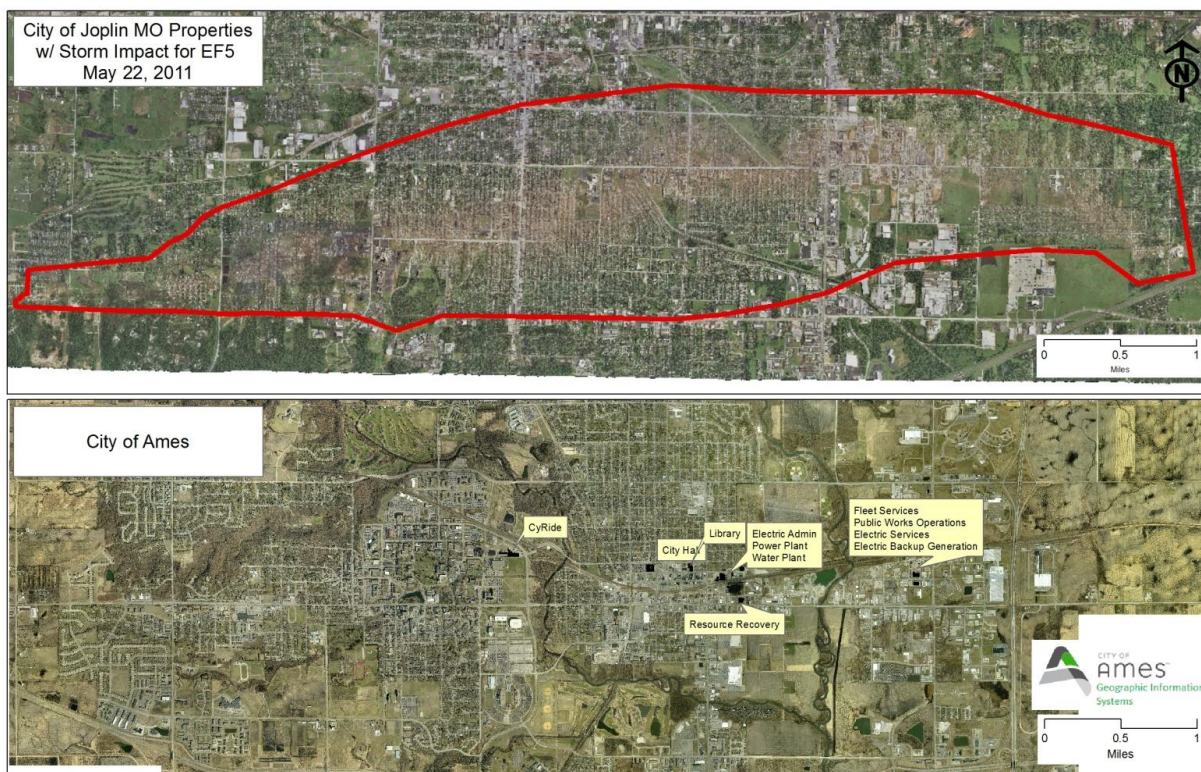 City of Joplin MO Properties
w/ Storm Impact for EF5
May 22, 2011
N
0 0.5 1
Miles
City of Ames
CyRide
City Hall
Library
Electric Admin
Power Plant
Water Plant
Fleet Services
Public Works Operations
Electric Services
Electric Backup Generation
Resource Recovery
CITY OF
Ames™
Geographic Information
Systems
0 0.5 1
Miles